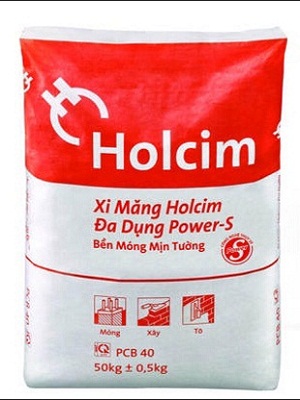 Holcim
Xi Măng Holcim
Đa Dụng Power-S
Bền Móng Mịn Tường
S
Móng
Xây
Tô
PCB 40
50kg ± 0,5kg